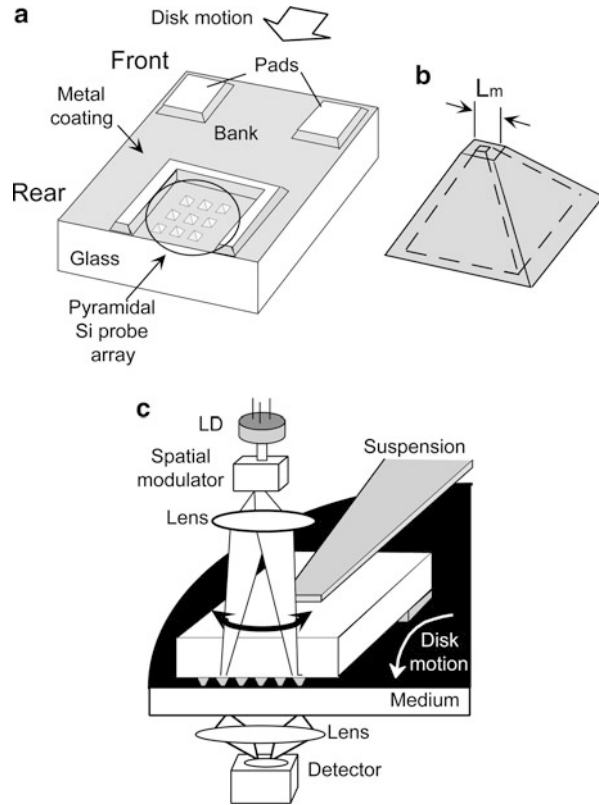 a
Disk motion
Front
Pads
Metal
coating
Bank
Rear
Glass
Pyramidal
Si probe
array
b
Lm
c
LD
Spatial
modulator
Lens
Suspension
Disk
motion
Medium
Lens
Detector